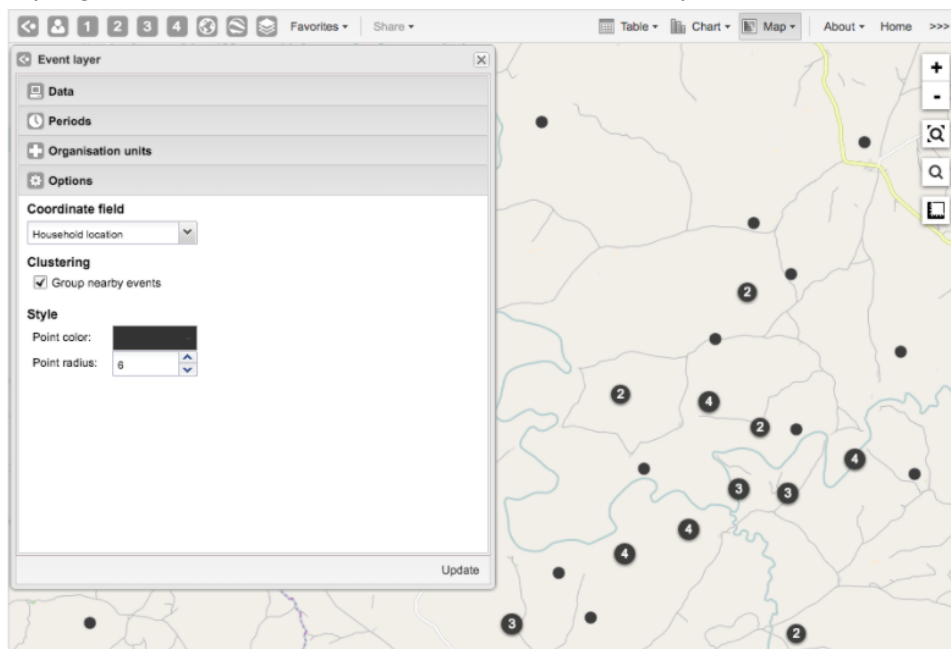 1 2 3 4 Favorites Share Table Chart Map About Home >>>
Event layer
Data
Periods
Organisation units
Options
Coordinate field
Household location
Clustering
Group nearby events
Style
Point color:
Point radius: 6
Update
+
-
2
2
4
2
4
3
3
4
4
3
2